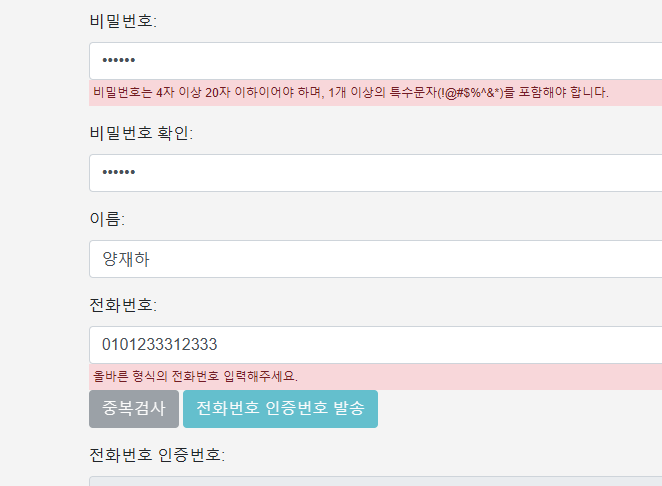 비밀번호:
••••••
비밀번호는 4자 이상 20자 이하이어야 하며, 1개 이상의 특수문자(!@#$%^&*)를 포함해야 합니다.
비밀번호 확인:
••••••
이름:
양재하
전화번호:
0101233312333
올바른 형식의 전화번호 입력해주세요.
중복검사 전화번호 인증번호 발송
전화번호 인증번호: